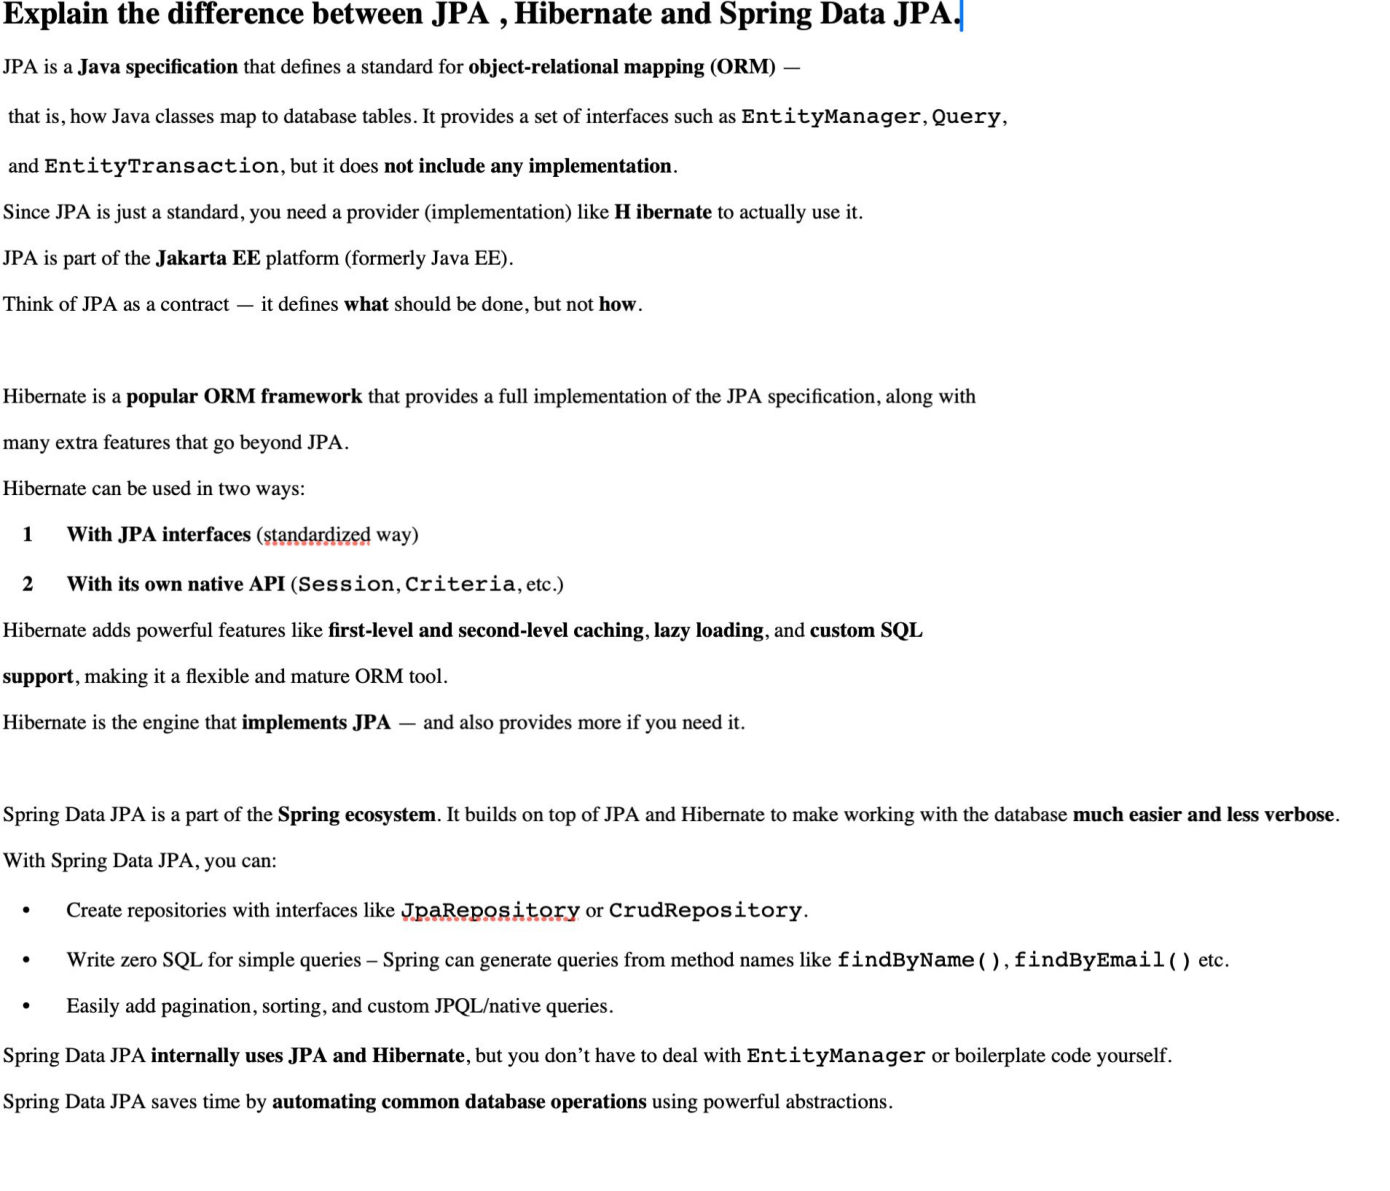 Explain the difference between JPA , Hibernate and Spring Data JPA.
JPA is a Java specification that defines a standard for object-relational mapping (ORM) —
that is, how Java classes map to database tables. It provides a set of interfaces such as EntityManager, Query,
and EntityTransaction, but it does not include any implementation.
Since JPA is just a standard, you need a provider (implementation) like H ibernate to actually use it.
JPA is part of the Jakarta EE platform (formerly Java EE).
Think of JPA as a contract — it defines what should be done, but not how.
Hibernate is a popular ORM framework that provides a full implementation of the JPA specification, along with
many extra features that go beyond JPA.
Hibernate can be used in two ways:
1 With JPA interfaces (standardized way)
2 With its own native API (Session, Criteria, etc.)
Hibernate adds powerful features like first-level and second-level caching, lazy loading, and custom SQL
support, making it a flexible and mature ORM tool.
Hibernate is the engine that implements JPA — and also provides more if you need it.
Spring Data JPA is a part of the Spring ecosystem. It builds on top of JPA and Hibernate to make working with the database much easier and less verbose.
With Spring Data JPA, you can:
• Create repositories with interfaces like JpaRepository or CrudRepository.
• Write zero SQL for simple queries – Spring can generate queries from method names like findByName(), findByEmail() etc.
• Easily add pagination, sorting, and custom JPQL/native queries.
Spring Data JPA internally uses JPA and Hibernate, but you don’t have to deal with EntityManager or boilerplate code yourself.
Spring Data JPA saves time by automating common database operations using powerful abstractions.